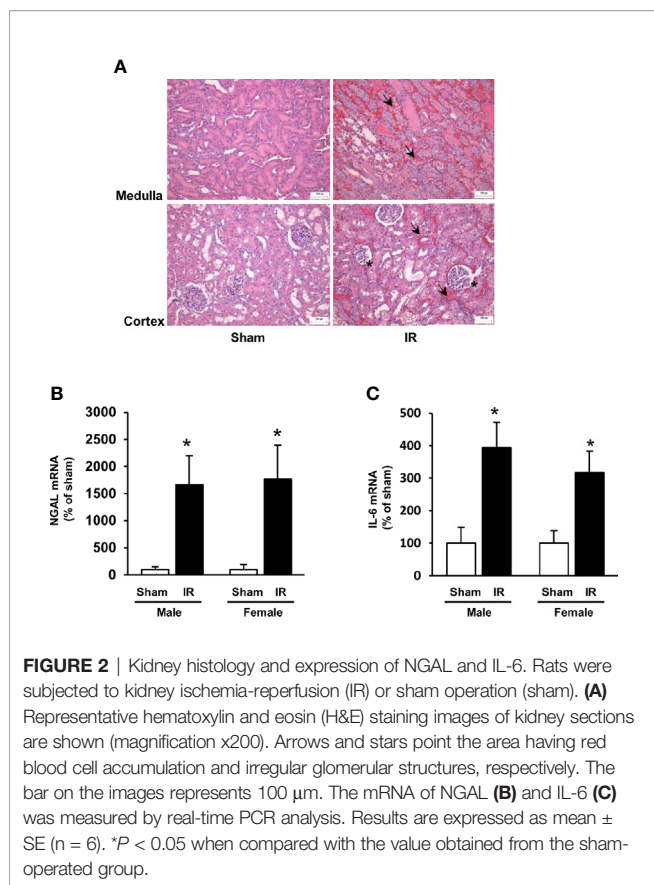 A
Medulla
Cortex
Sham IR
B
C
NGAL mRNA
(% of sham)
3000
2500
2000
1500
1000
500
0
*
*
Sham IR Sham IR
Male Female
IL-6 mRNA
(% of sham)
500
400
300
200
100
0
*
*
Sham IR Sham IR
Male Female
FIGURE 2 | Kidney histology and expression of NGAL and IL-6. Rats were
subjected to kidney ischemia-reperfusion (IR) or sham operation (sham). (A)
Representative hematoxylin and eosin (H&E) staining images of kidney sections
are shown (magnification x200). Arrows and stars point the area having red
blood cell accumulation and irregular glomerular structures, respectively. The
bar on the images represents 100 μm. The mRNA of NGAL (B) and IL-6 (C)
was measured by real-time PCR analysis. Results are expressed as mean ±
SE (n = 6). *P < 0.05 when compared with the value obtained from the sham-
operated group.